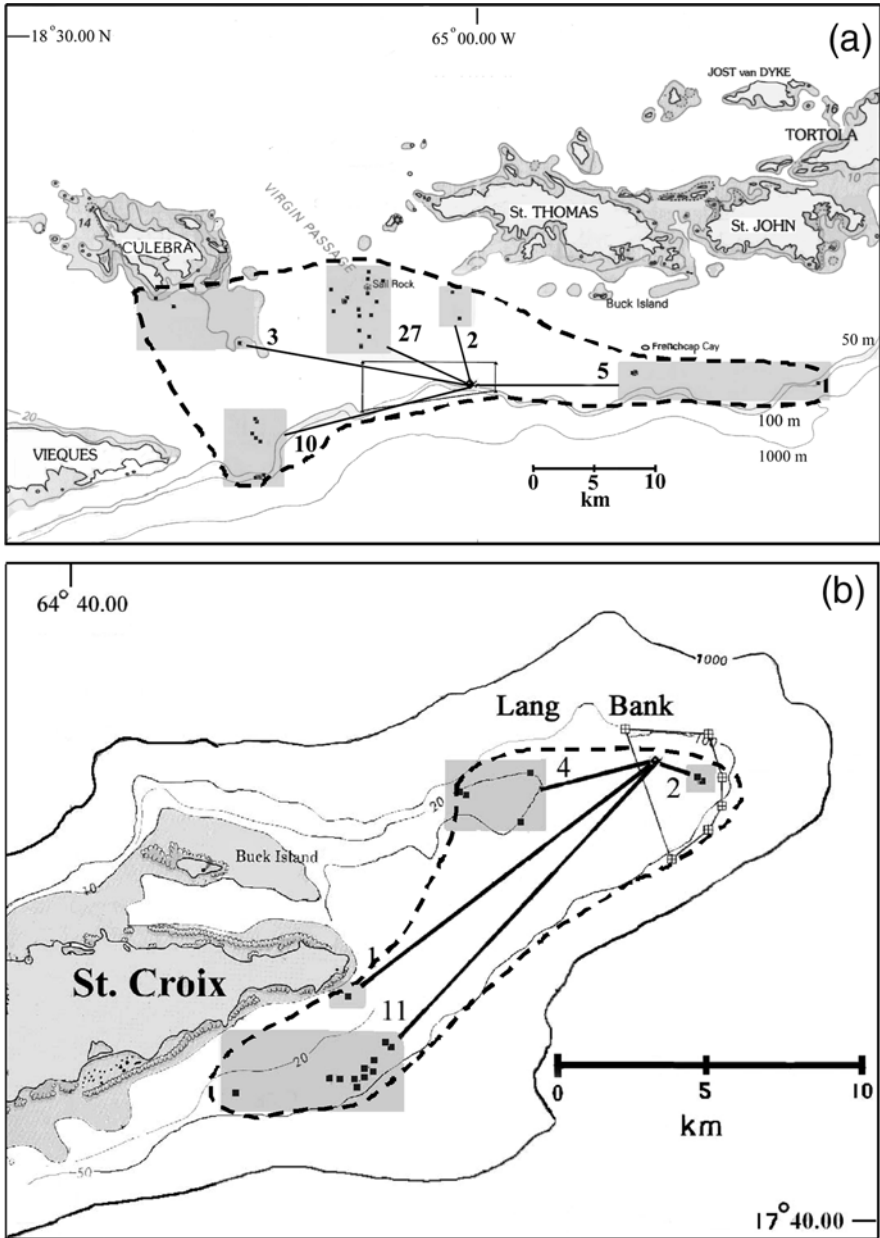 18°30.00 N
65°00.00 W
(a)
JOST van DYKE
16
TORTOLA
10
VIRGIN PASSAGE
14
CULEBRA
St. THOMAS
St. JOHN
Sail Rock
Buck Island
3
27
2
Frenchcap Cay
50 m
5
20
10
100 m
VIEQUES
1000 m
0 5 10
km
64° 40.00
(b)
1000
Lang Bank
100
4
2
20
Buck Island
10
1
St. Croix
11
20
0 5 10
km
50
17°40.00